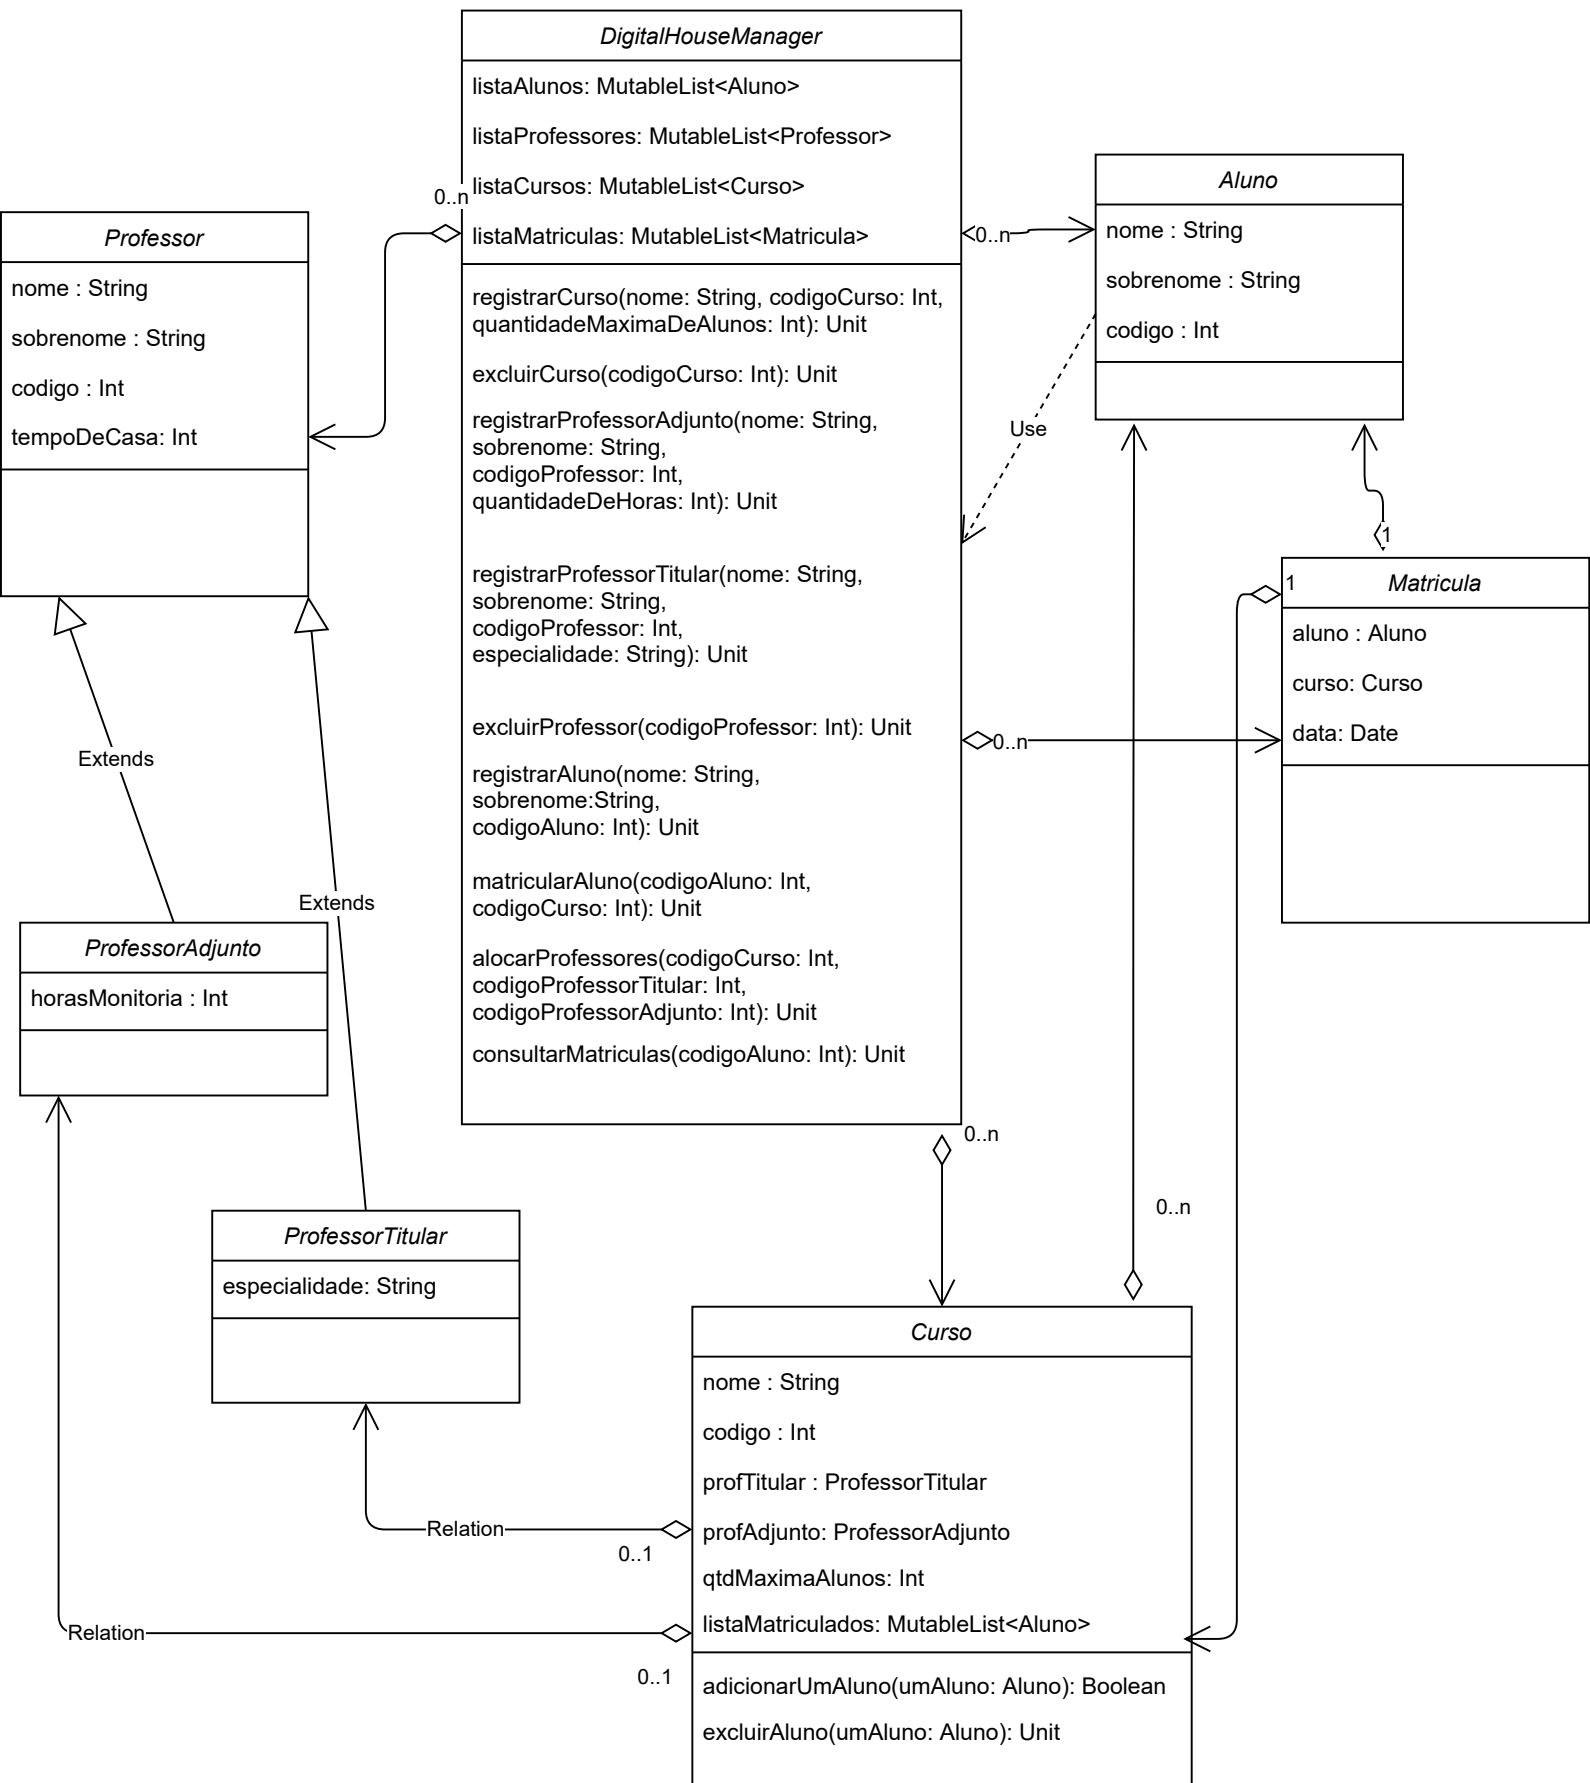 DigitalHouseManager
listaAlunos: MutableList<Aluno>
listaProfessores: MutableList<Professor>
listaCursos: MutableList<Curso>
listaMatriculas: MutableList<Matricula>
registrarCurso(nome: String, codigoCurso: Int,
quantidadeMaximaDeAlunos: Int): Unit
excluirCurso(codigoCurso: Int): Unit
registrarProfessorAdjunto(nome: String,
sobrenome: String,
codigoProfessor: Int,
quantidadeDeHoras: Int): Unit
registrarProfessorTitular(nome: String,
sobrenome: String,
codigoProfessor: Int,
especialidade: String): Unit
excluirProfessor(codigoProfessor: Int): Unit
registrarAluno(nome: String,
sobrenome:String,
codigoAluno: Int): Unit
matricularAluno(codigoAluno: Int,
codigoCurso: Int): Unit
alocarProfessores(codigoCurso: Int,
codigoProfessorTitular: Int,
codigoProfessorAdjunto: Int): Unit
consultarMatriculas(codigoAluno: Int): Unit
0..n
0..n
0..n
0..n
Professor
nome : String
sobrenome : String
codigo : Int
tempoDeCasa: Int
Aluno
nome : String
sobrenome : String
codigo : Int
Use
1
1
Matricula
aluno : Aluno
curso: Curso
data: Date
Extends
Extends
ProfessorAdjunto
horasMonitoria : Int
ProfessorTitular
especialidade: String
0..n
Curso
nome : String
codigo : Int
profTitular : ProfessorTitular
profAdjunto: ProfessorAdjunto
qtdMaximaAlunos: Int
listaMatriculados: MutableList<Aluno>
adicionarUmAluno(umAluno: Aluno): Boolean
excluirAluno(umAluno: Aluno): Unit
Relation
0..1
Relation
0..1